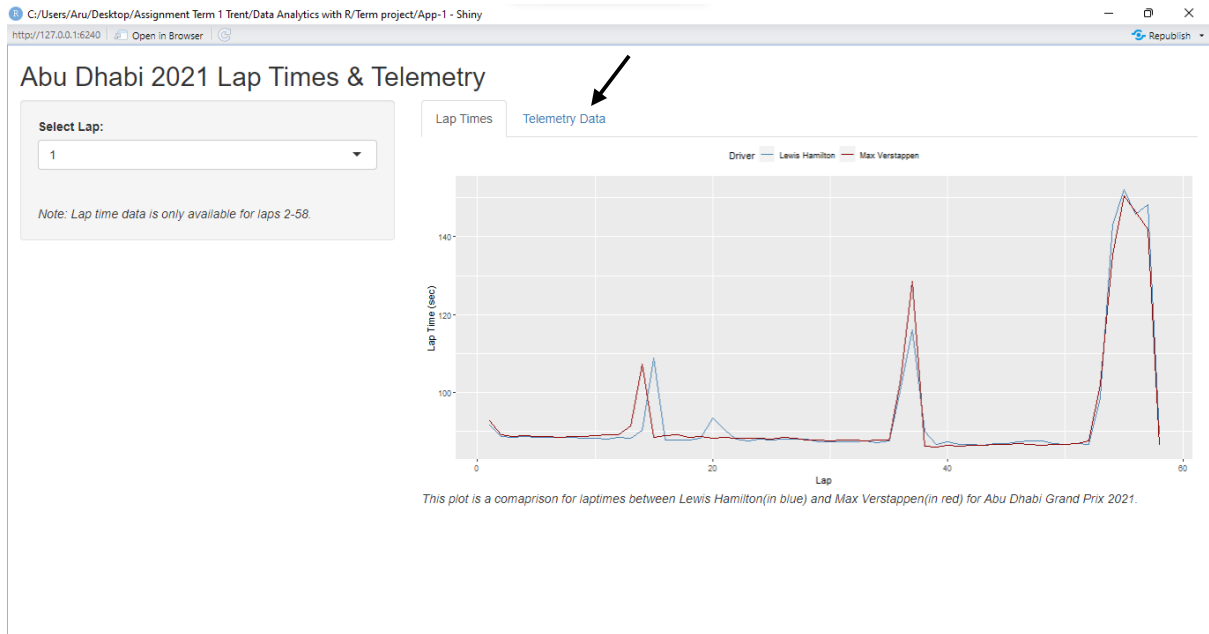 C:/Users/Aru/Desktop/Assignment Term 1 Trent/Data Analytics with R/Term project/App-1 - Shiny
http://127.0.0.1:6240 Open in Browser Republish
Abu Dhabi 2021 Lap Times & Telemetry
Select Lap:
1
Note: Lap time data is only available for laps 2-58.
Lap Times Telemetry Data
Driver Lewis Hamilton Max Verstappen
140
120
100
Lap Time (sec)
0 20 40 60
Lap
This plot is a comaprison for laptimes between Lewis Hamilton(in blue) and Max Verstappen(in red) for Abu Dhabi Grand Prix 2021.